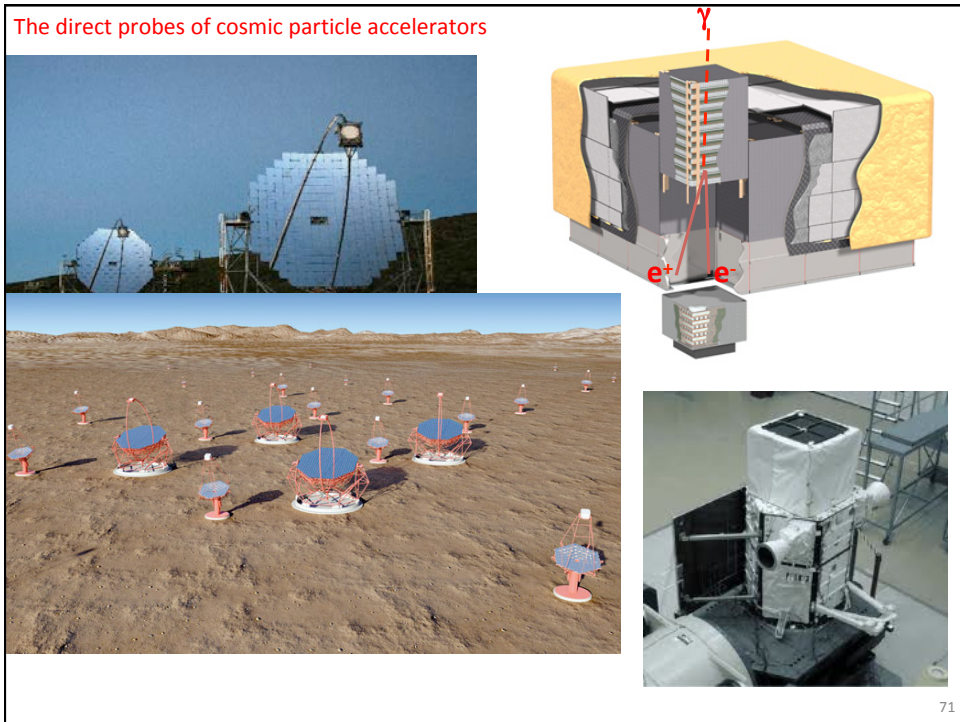 The direct probes of cosmic particle accelerators
γ
e⁺ e⁻
71